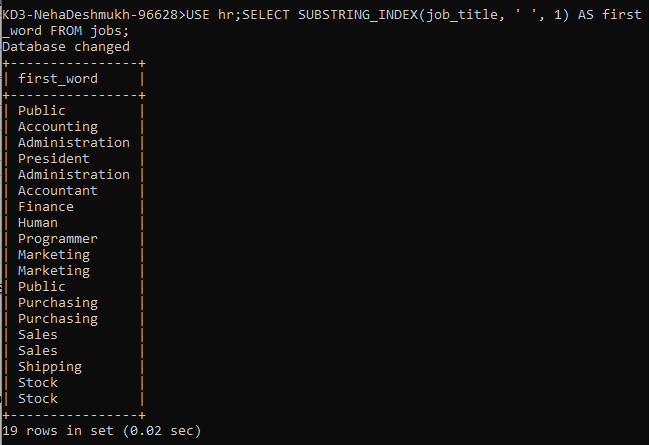 KD3-NehaDeshmukh-96628>USE hr;SELECT SUBSTRING_INDEX(job_title, ' ', 1) AS first
_word FROM jobs;
Database changed
+----------------+
| first_word     |
+----------------+
| Public         |
| Accounting     |
| Administration |
| President      |
| Administration |
| Accountant     |
| Finance        |
| Human          |
| Programmer     |
| Marketing      |
| Marketing      |
| Public         |
| Purchasing     |
| Purchasing     |
| Sales          |
| Sales          |
| Shipping       |
| Stock          |
| Stock          |
+----------------+
19 rows in set (0.02 sec)